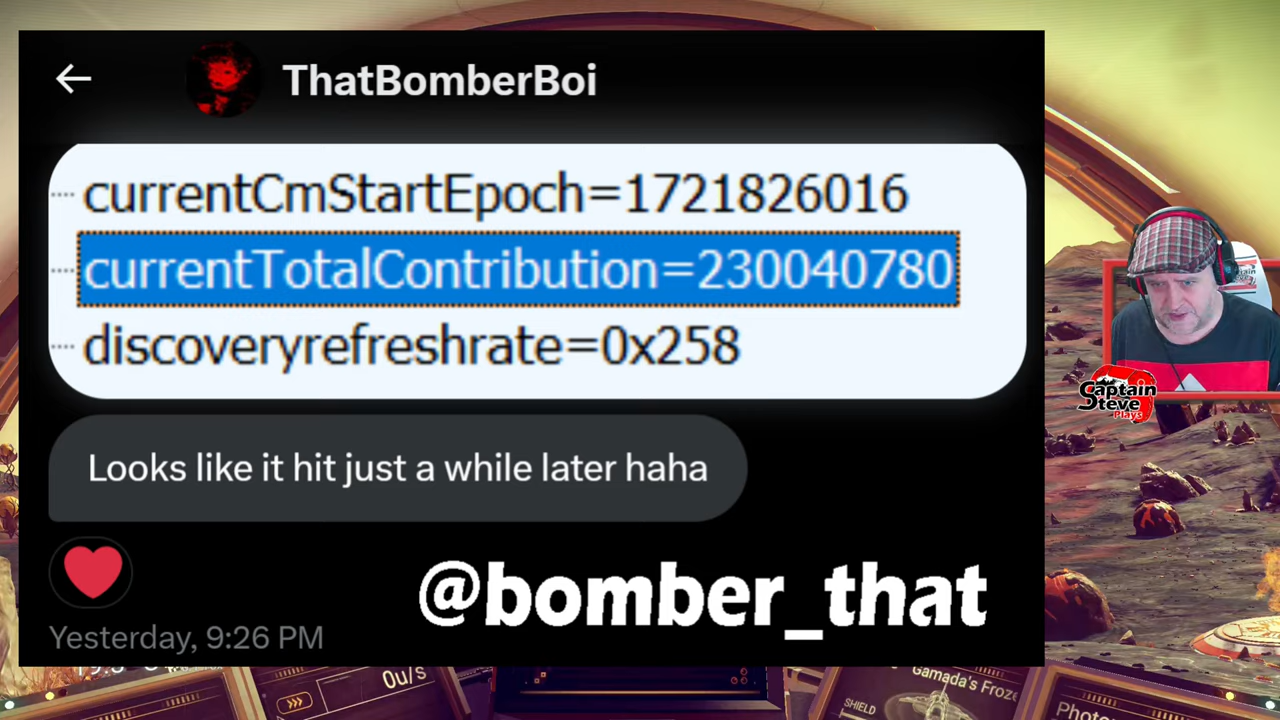 ThatBomberBoi
currentCmStartEpoch=1721826016
currentTotalContribution=230040780
discoveryrefreshrate=0x258
Looks like it hit just a while later haha
@bomber_that
Yesterday, 9:26 PM
Captain
Steve
Plays
0u/s
SHIELD
Gamada's Froze